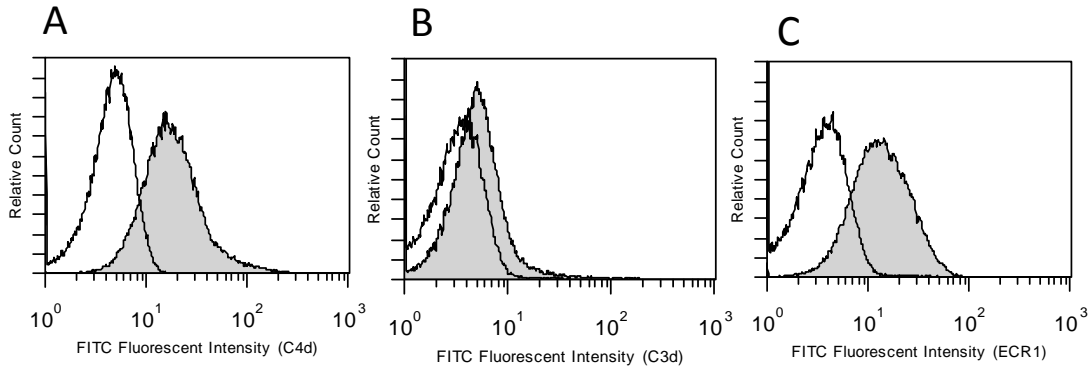 A
B
C
Relative Count
Relative Count
Relative Count
10^0 10^1 10^2 10^3
10^0 10^1 10^2 10^3
10^0 10^1 10^2 10^3
FITC Fluorescent Intensity (C4d)
FITC Fluorescent Intensity (C3d)
FITC Fluorescent Intensity (ECR1)